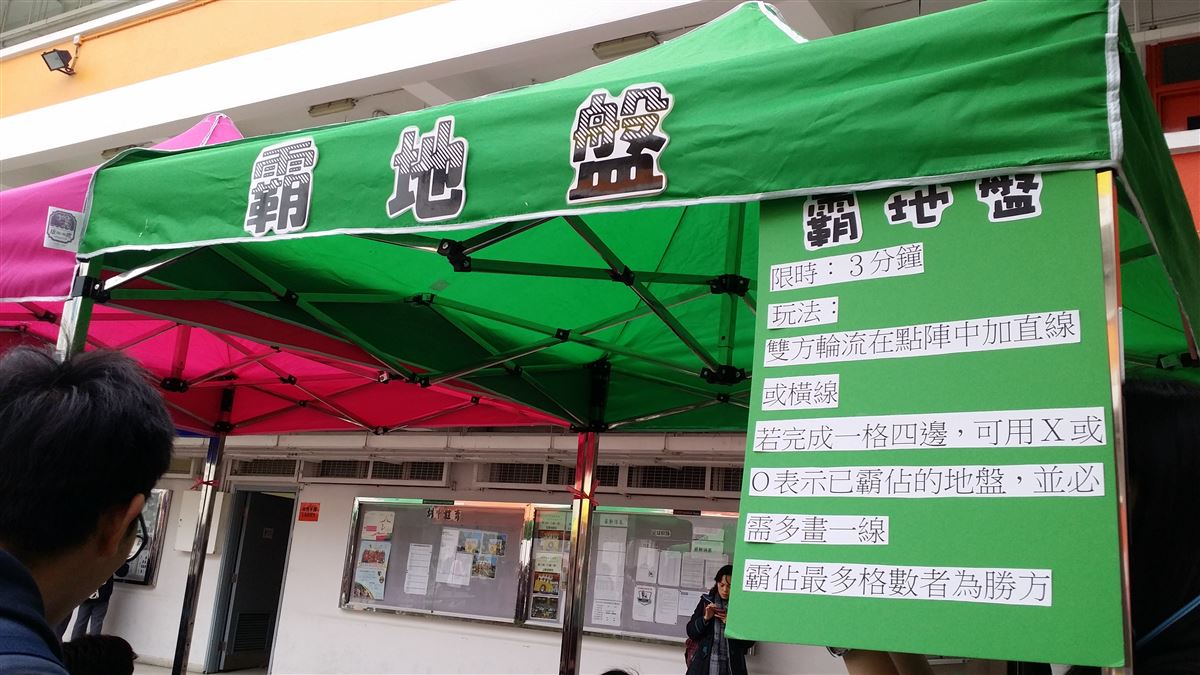 霸地盤
霸地盤
限時：３分鐘
玩法：
雙方輪流在點陣中加直線
或橫線
若完成一格四邊，可用Ｘ或
Ｏ表示已霸佔的地盤，並必
需多畫一線
霸佔最多格數者為勝方